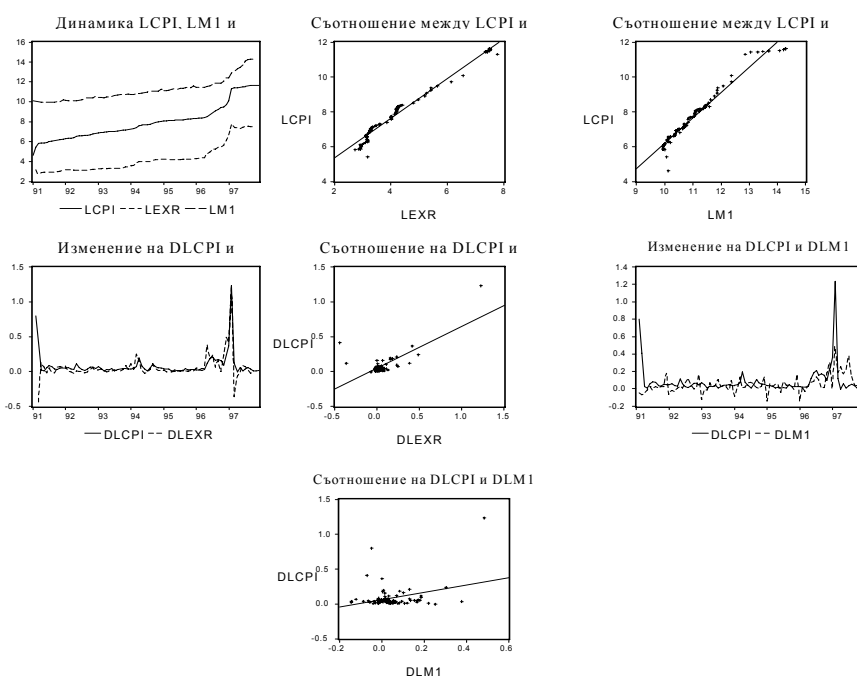 Динамика LCPI, LM1 и
16
14
12
10
8
6
4
2
91 92 93 94 95 96 97
LCPI LEXR LM1
Съотношение между LCPI и
12
10
8
6
4
LCPI
2 4 6 8
LEXR
Съотношение между LCPI и
12
10
8
6
4
LCPI
9 10 11 12 13 14 15
LM1
Изменение на DLCPI и
1.5
1.0
0.5
0.0
-0.5
91 92 93 94 95 96 97
DLCPI DLEXR
Съотношение на DLCPI и
1.5
1.0
0.5
0.0
-0.5
DLCPI
-0.5 0.0 0.5 1.0 1.5
DLEXR
Изменение на DLCPI и DLM1
1.4
1.2
1.0
0.8
0.6
0.4
0.2
0.0
-0.2
91 92 93 94 95 96 97
DLCPI DLM1
Съотношение на DLCPI и DLM1
1.5
1.0
0.5
0.0
-0.5
DLCPI
-0.2 0.0 0.2 0.4 0.6
DLM1